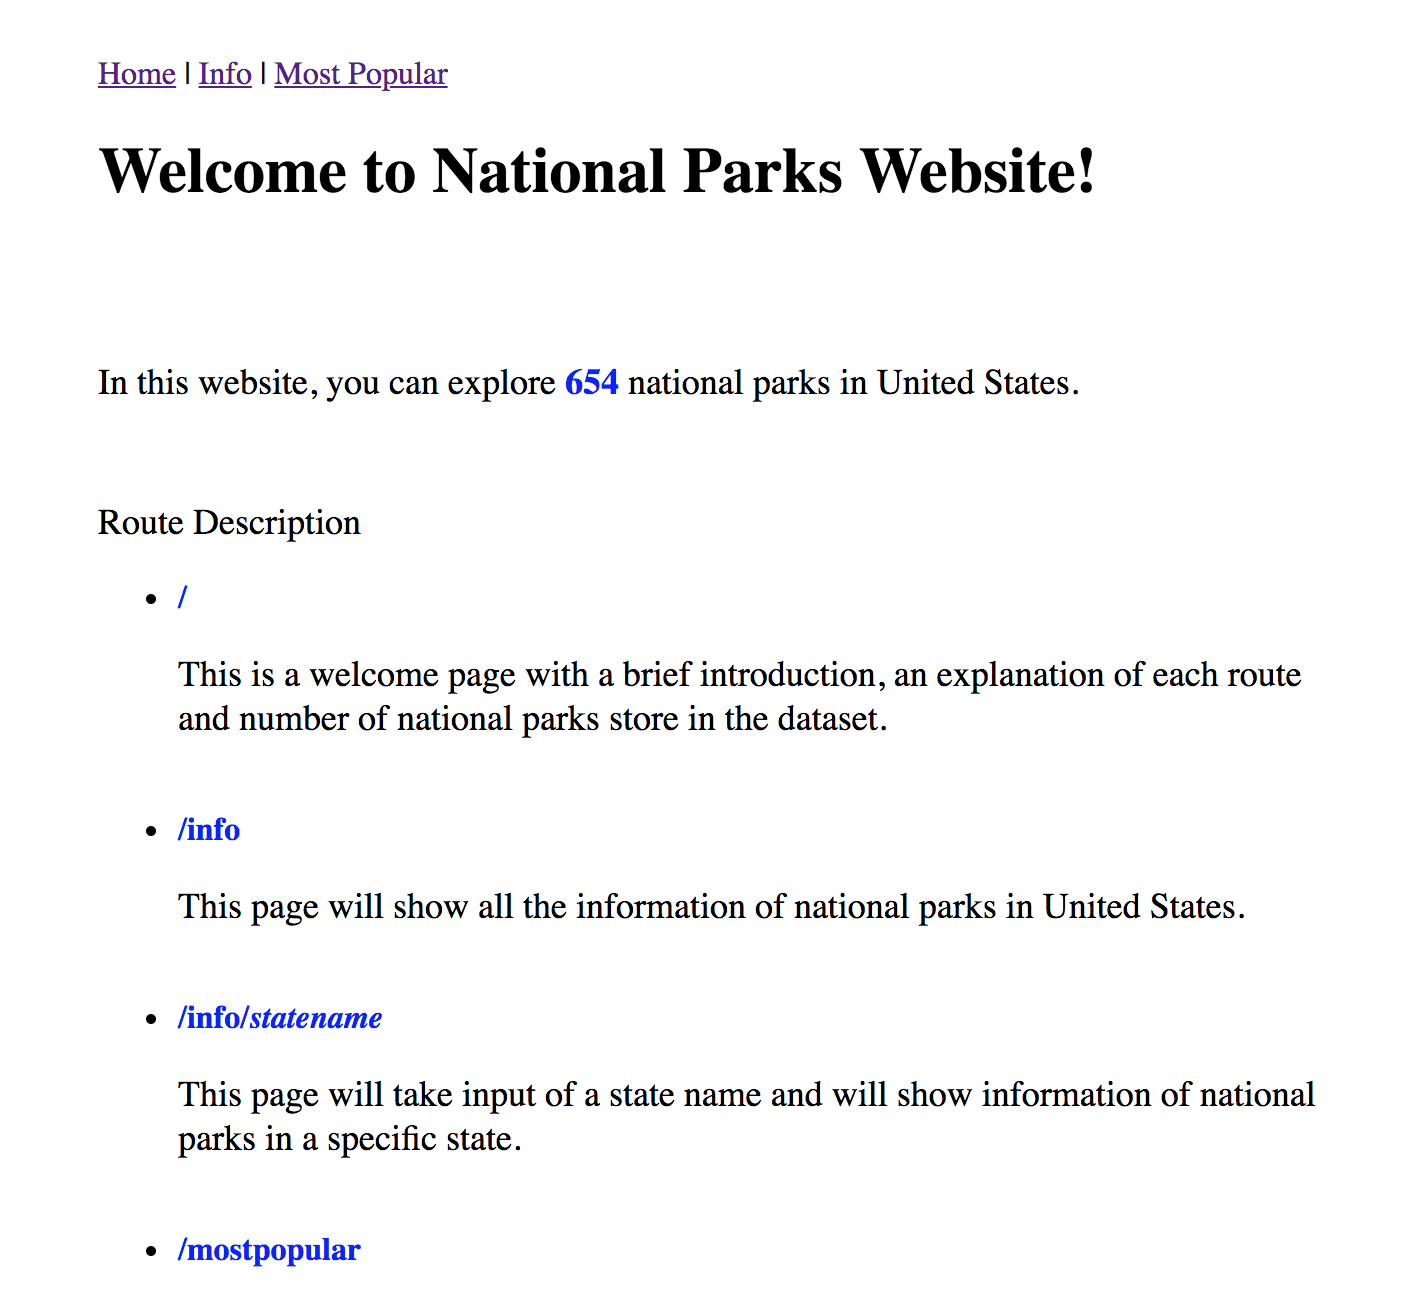 Home | Info | Most Popular
Welcome to National Parks Website!
In this website, you can explore 654 national parks in United States.
Route Description
• /
This is a welcome page with a brief introduction, an explanation of each route
and number of national parks store in the dataset.
• /info
This page will show all the information of national parks in United States.
• /info/statename
This page will take input of a state name and will show information of national
parks in a specific state.
• /mostpopular